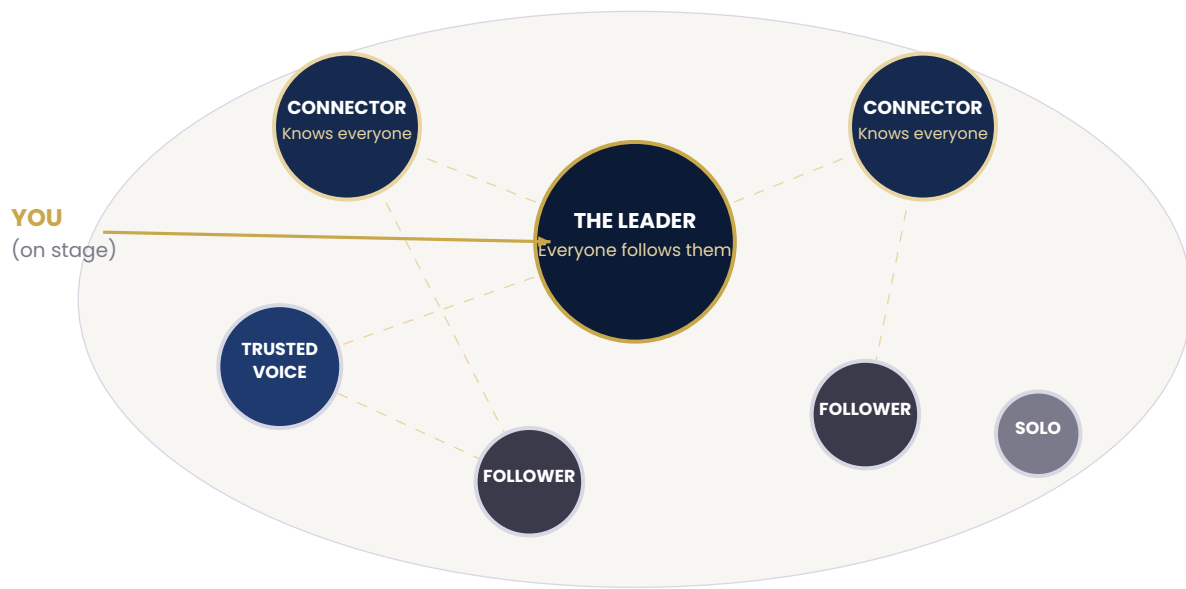 CONNECTOR
Knows everyone
CONNECTOR
Knows everyone
YOU
(on stage)
THE LEADER
Everyone follows them
TRUSTED
VOICE
FOLLOWER
FOLLOWER
SOLO